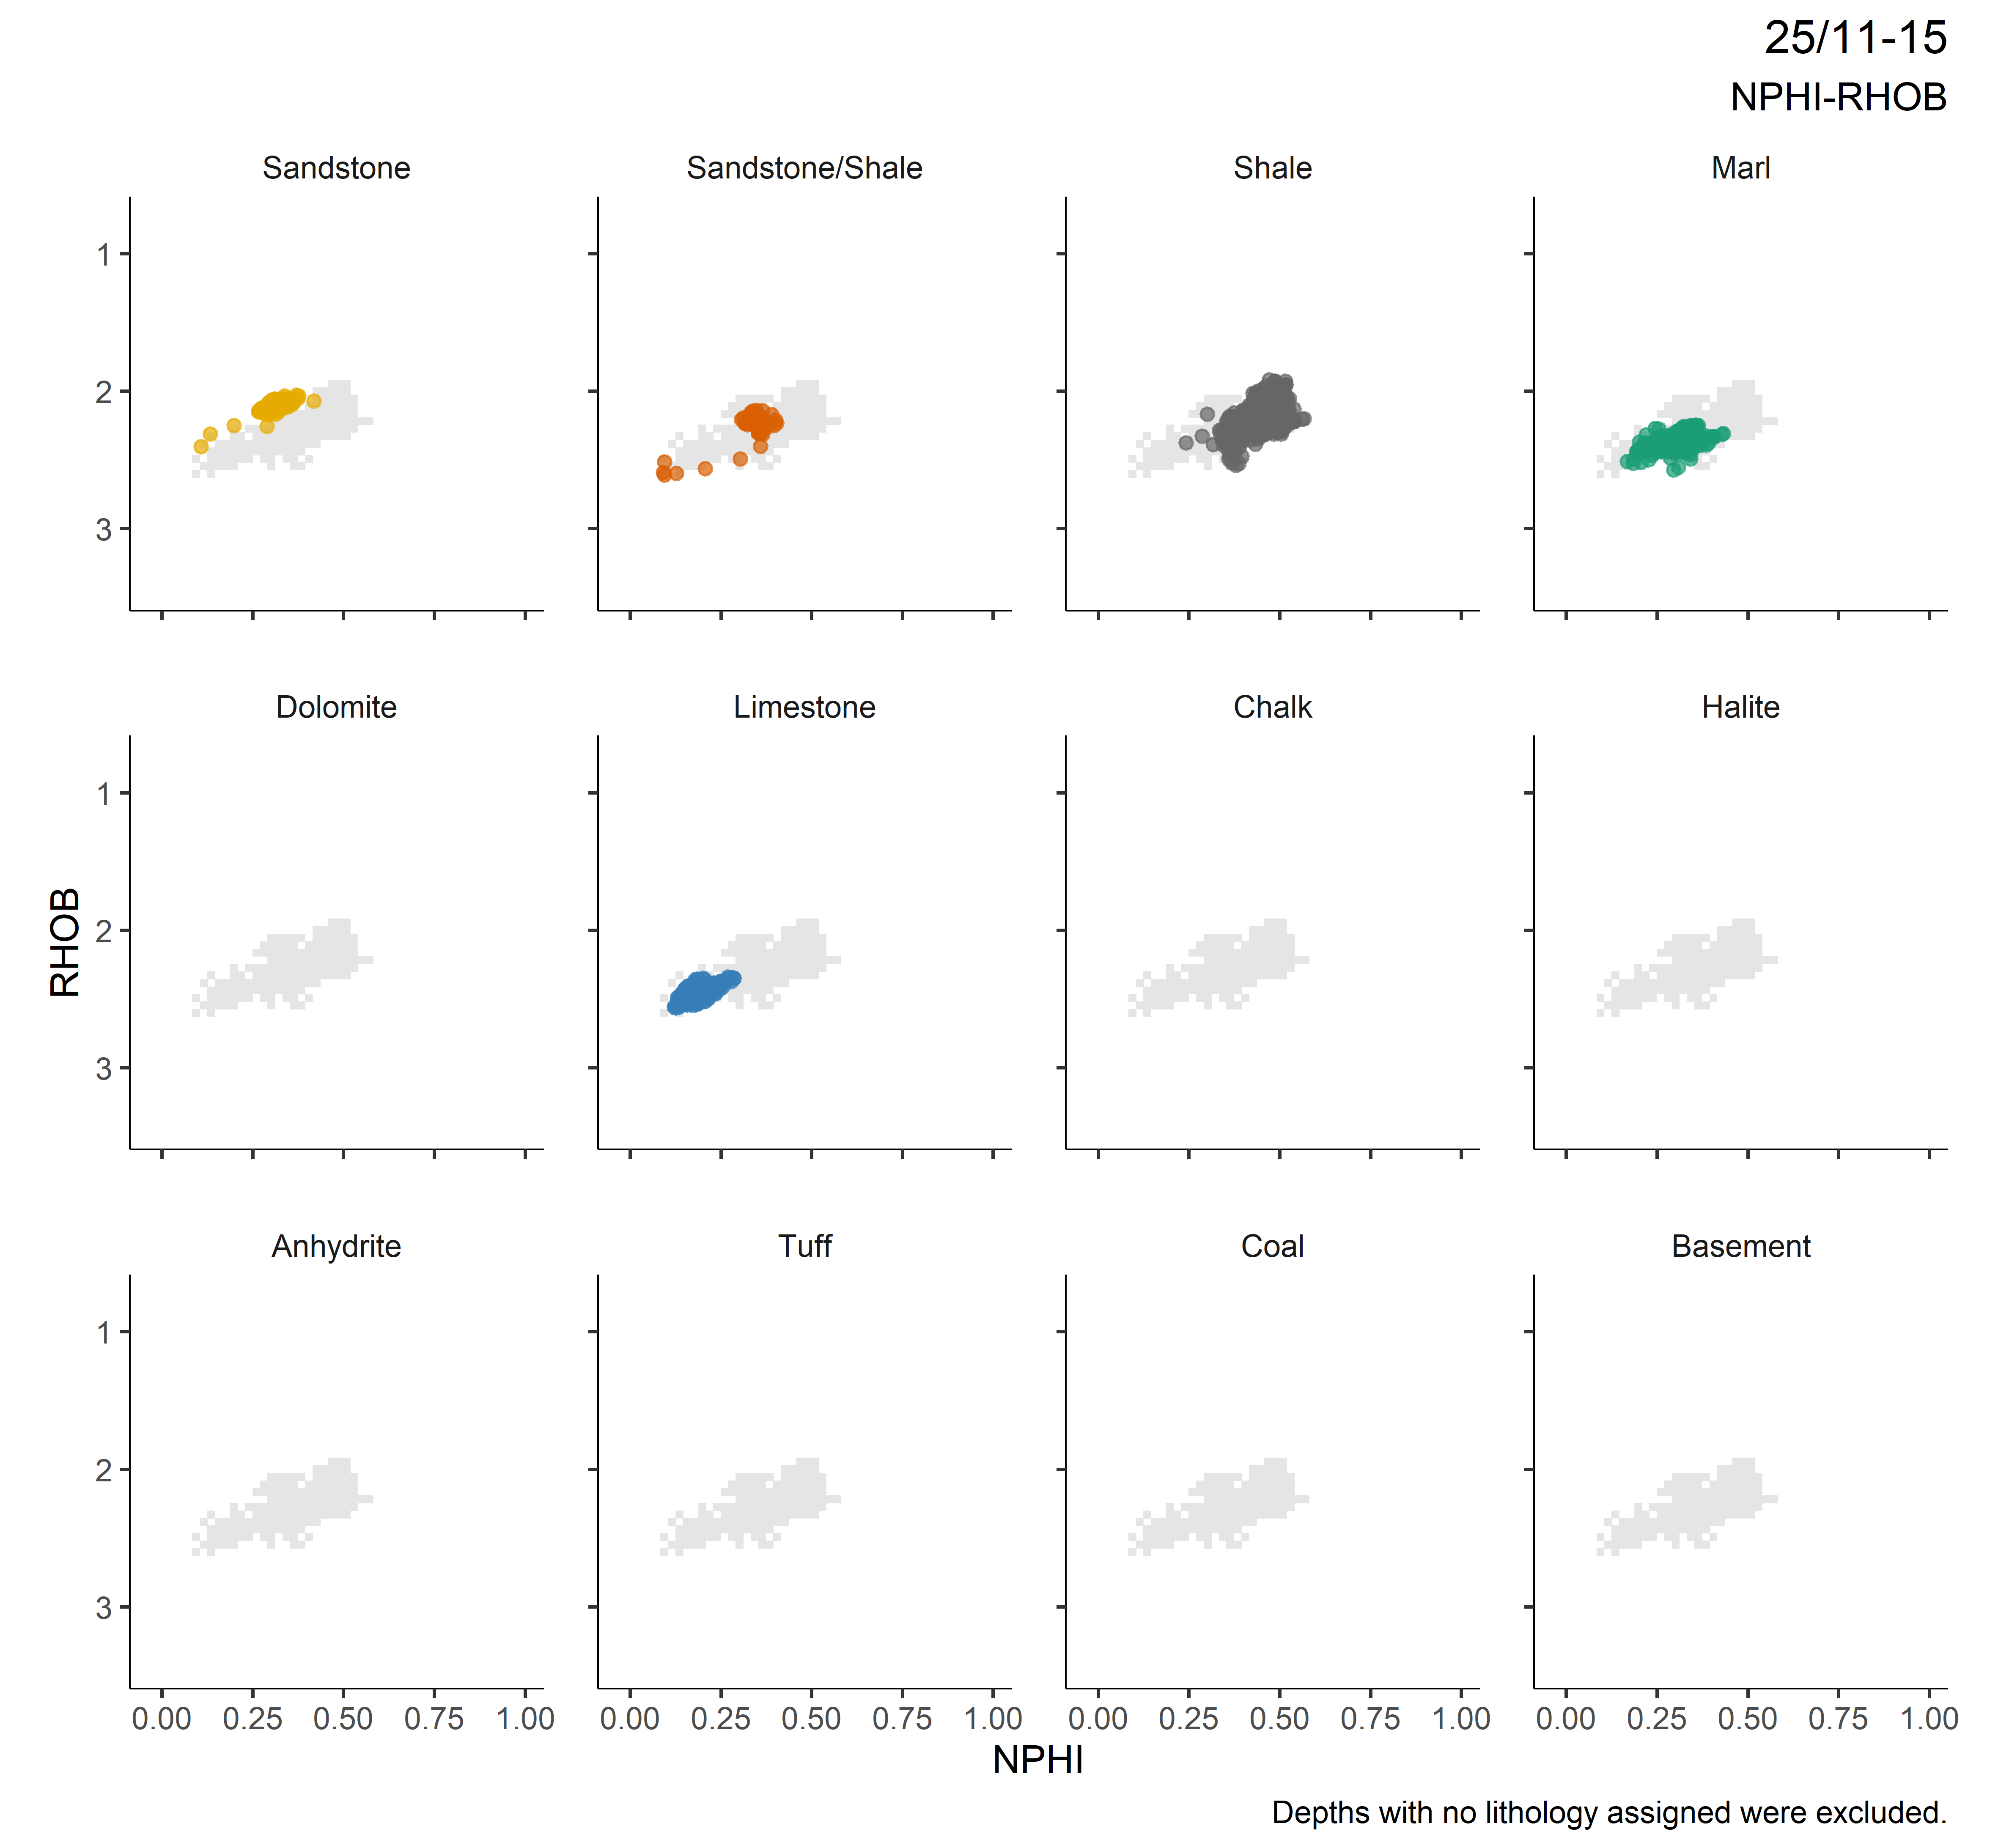 25/11-15
NPHI-RHOB
Sandstone Sandstone/Shale Shale Marl
1
2
3
Dolomite Limestone Chalk Halite
1
2
3
RHOB
Anhydrite Tuff Coal Basement
1
2
3
0.00 0.25 0.50 0.75 1.00 0.00 0.25 0.50 0.75 1.00 0.00 0.25 0.50 0.75 1.00 0.00 0.25 0.50 0.75 1.00
NPHI
Depths with no lithology assigned were excluded.